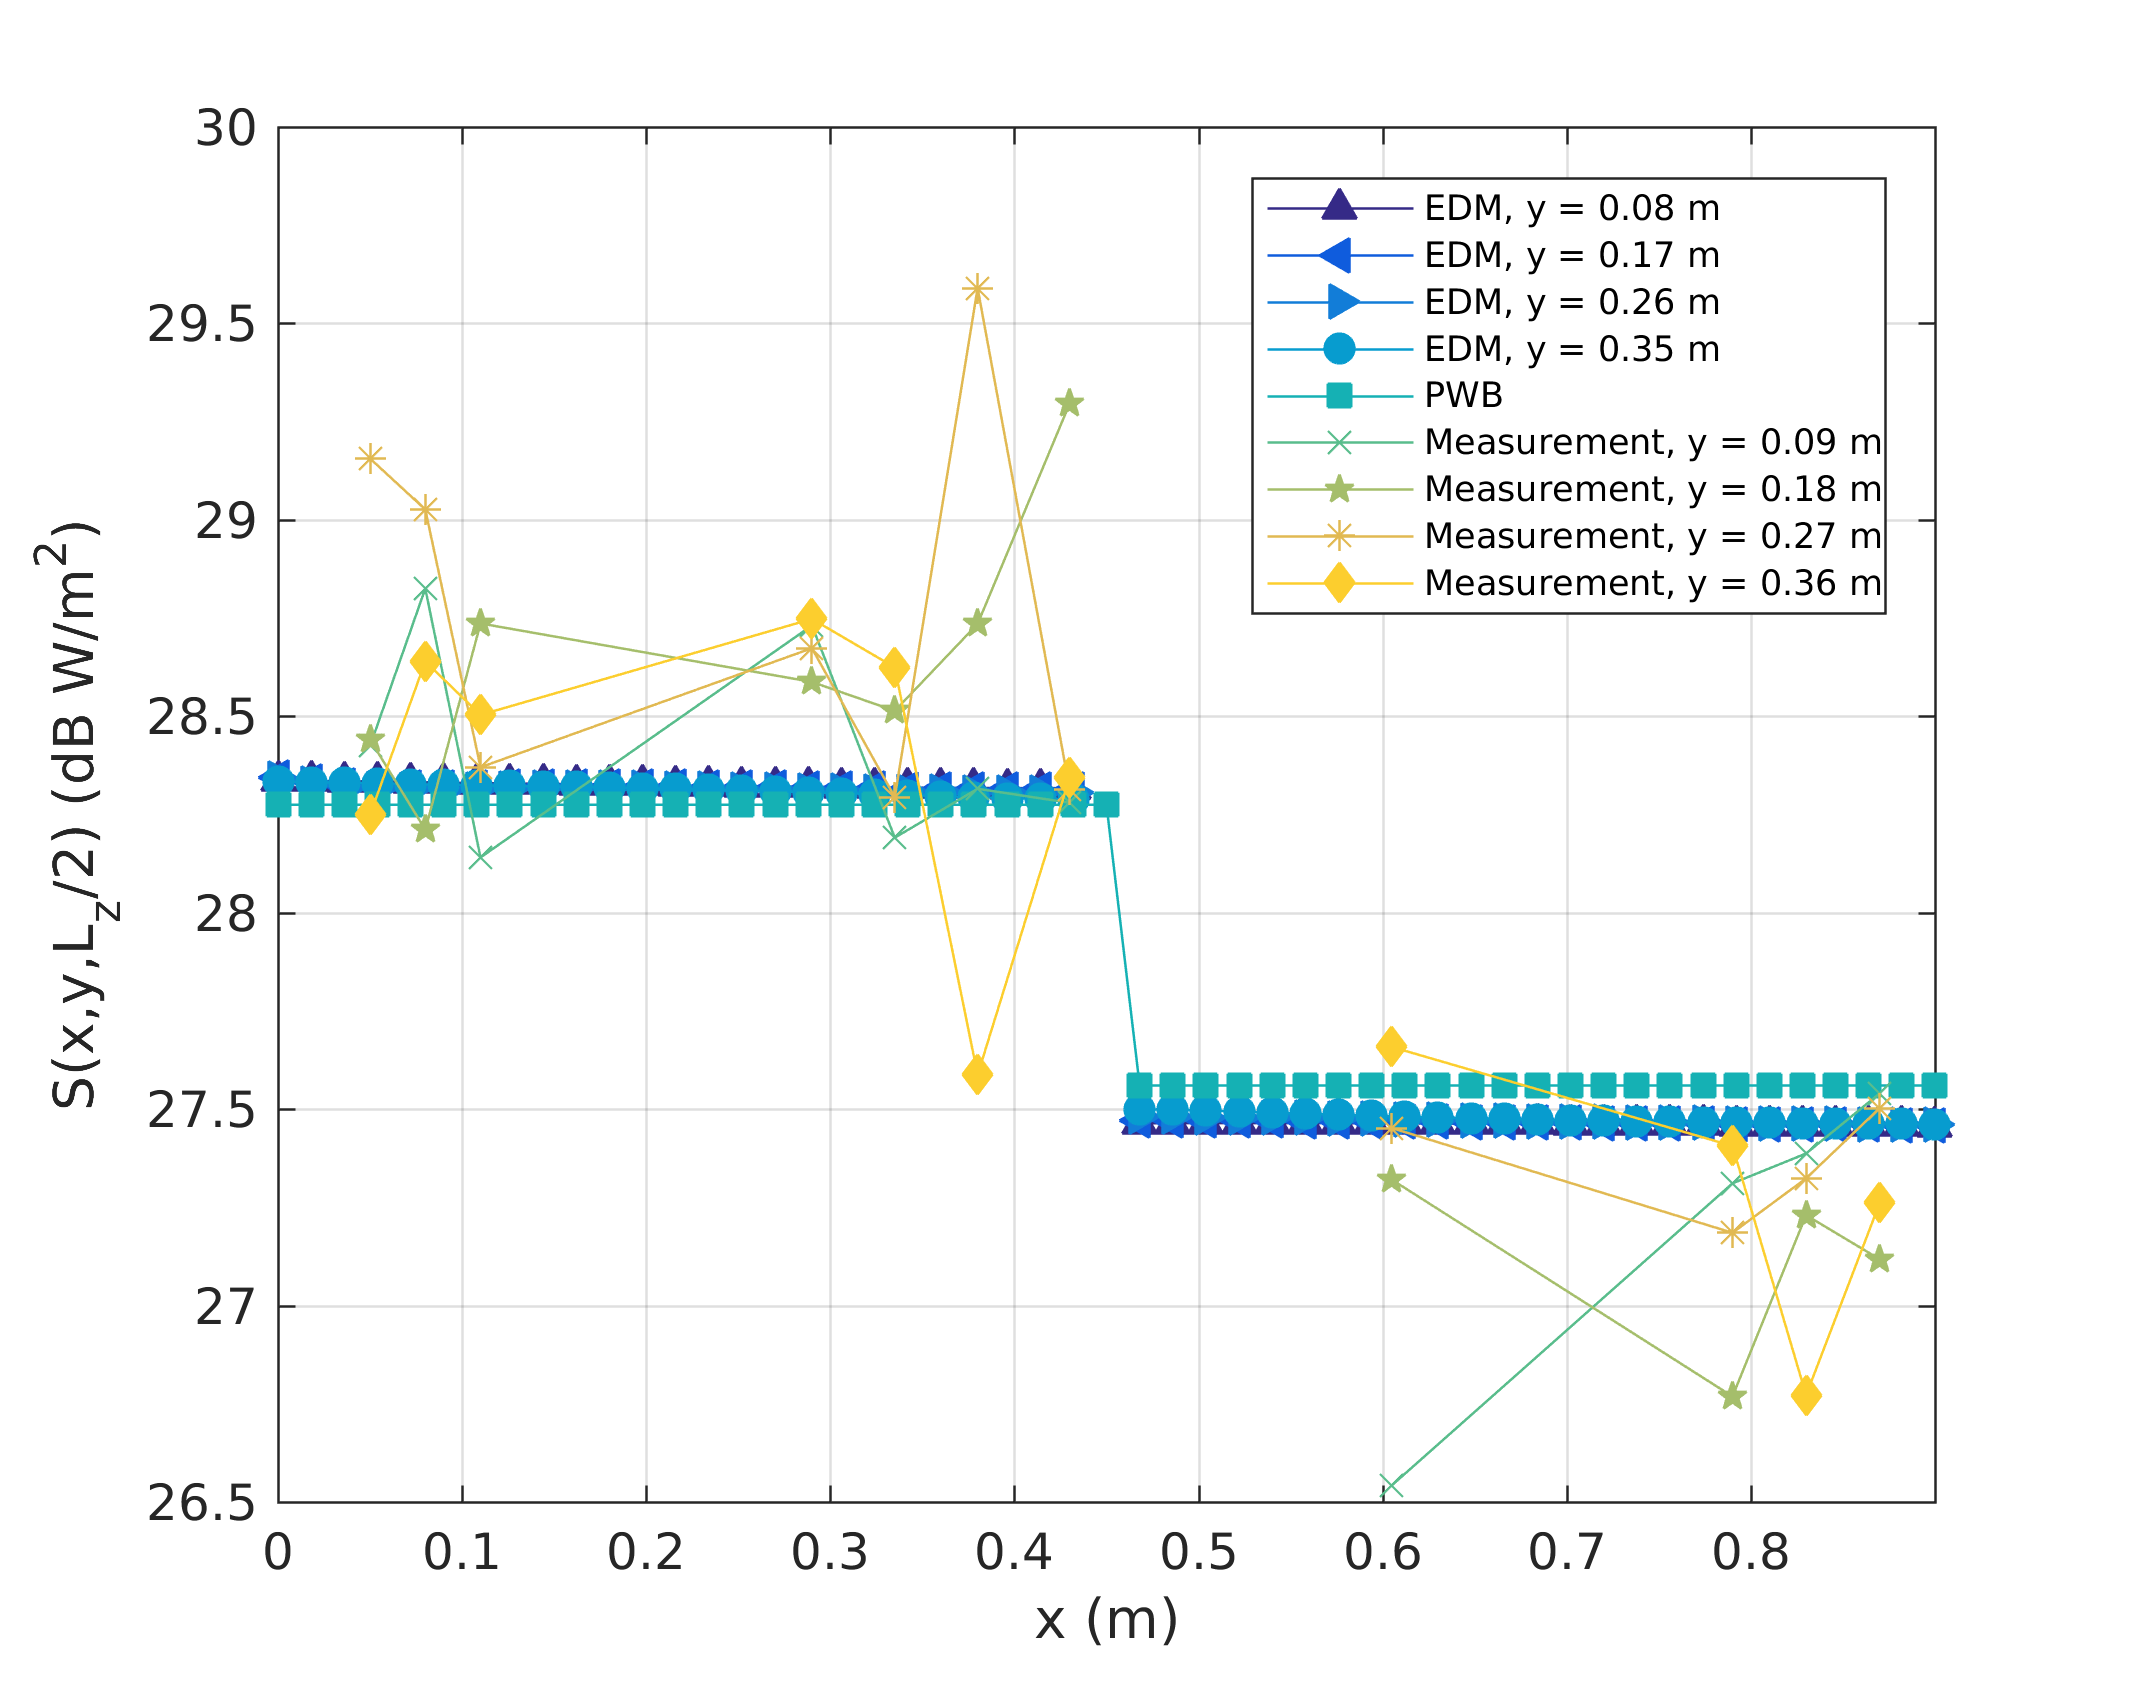 30
29.5
29
28.5
28
27.5
27
26.5
S(x,y,L_z/2) (dB W/m²)
EDM, y = 0.08 m
EDM, y = 0.17 m
EDM, y = 0.26 m
EDM, y = 0.35 m
PWB
Measurement, y = 0.09 m
Measurement, y = 0.18 m
Measurement, y = 0.27 m
Measurement, y = 0.36 m
0 0.1 0.2 0.3 0.4 0.5 0.6 0.7 0.8
x (m)